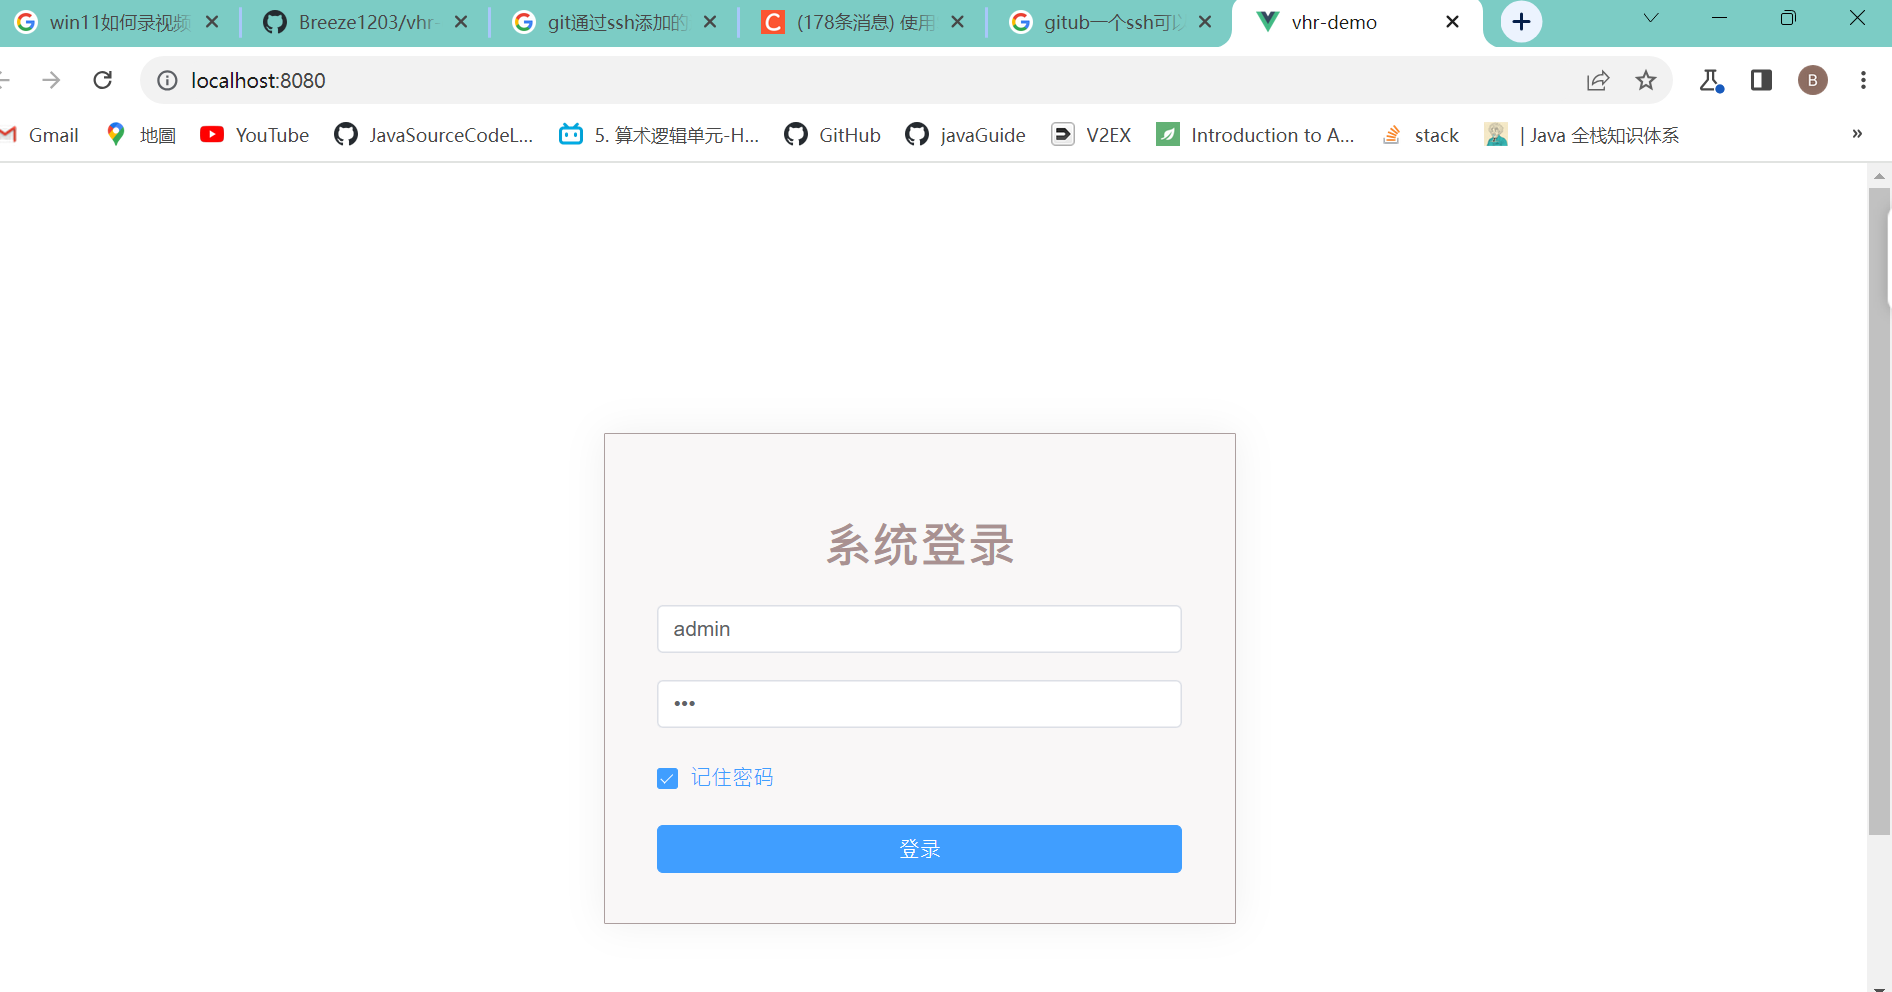 win11如何录视频
Breeze1203/vhr-
git通过ssh添加的
(178条消息) 使用
gitub一个ssh可以
vhr-demo
localhost:8080
B
Gmail
地圖
YouTube
JavaSourceCodeL...
5. 算术逻辑单元-H...
GitHub
javaGuide
V2EX
Introduction to A...
stack
| Java 全栈知识体系
»
系统登录
admin
•••
记住密码
登录